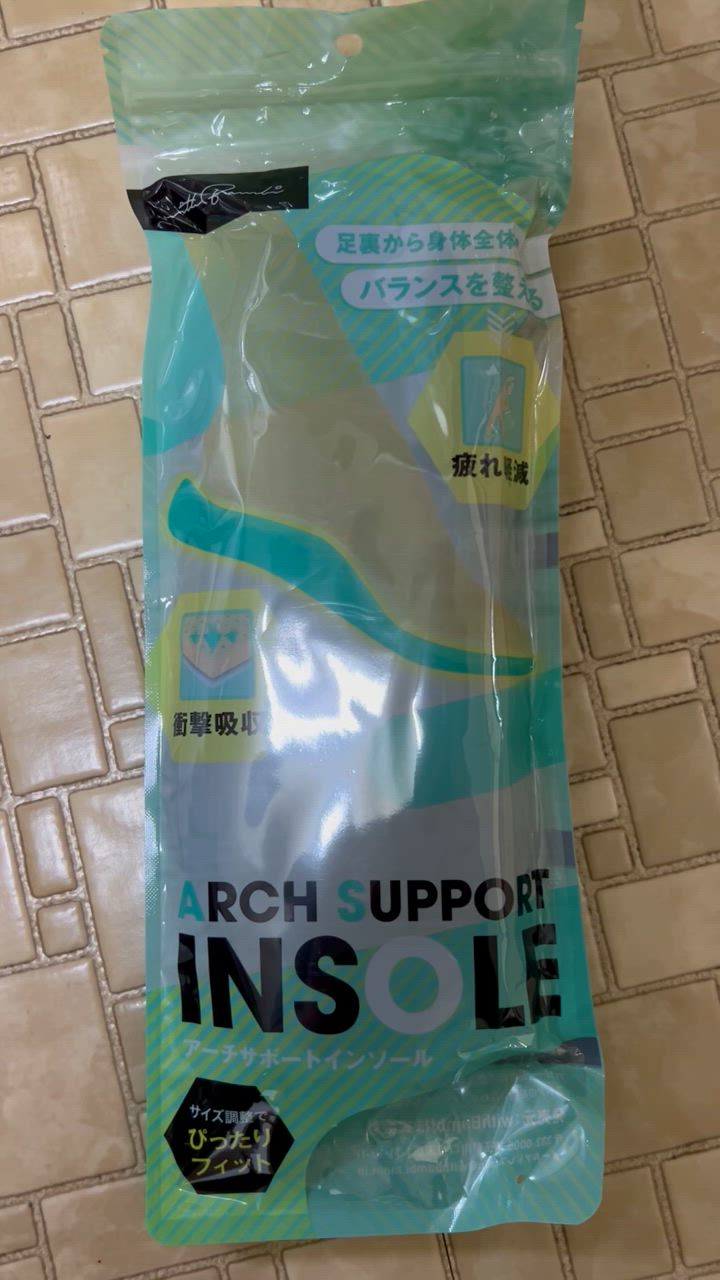 with Bambi
足裏から身体全体
バランスを整える
疲れ軽減
衝撃吸収
ARCH SUPPORT
INSOLE
アーチサポートインソール
サイズ調整で
ぴったり
フィット